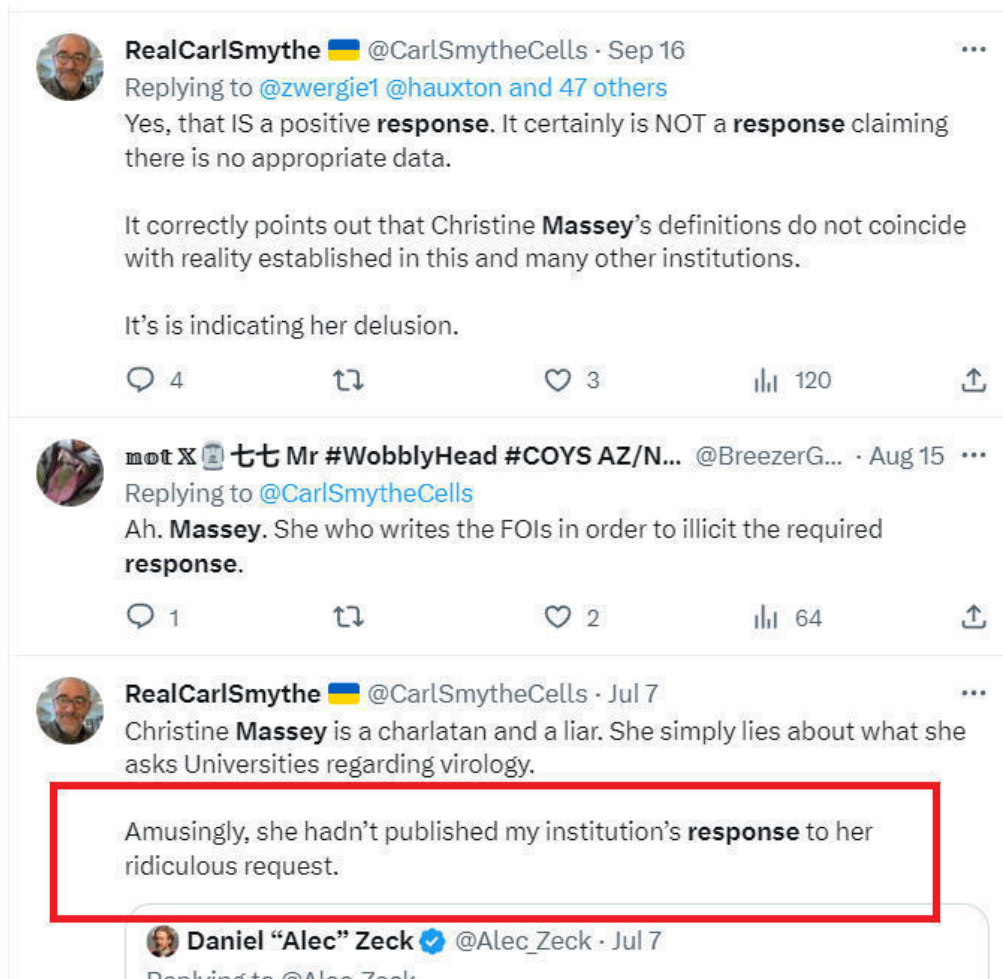 RealCarlSmythe 🇺🇦 @CarlSmytheCells · Sep 16
Replying to @zwergie1 @hauxton and 47 others
Yes, that IS a positive response. It certainly is NOT a response claiming
there is no appropriate data.
It correctly points out that Christine Massey’s definitions do not coincide
with reality established in this and many other institutions.
It’s is indicating her delusion.
4 3 120
𝕟𝕠𝕥 𝕏 七七 Mr #WobblyHead #COYS AZ/N... @BreezerG... · Aug 15
Replying to @CarlSmytheCells
Ah. Massey. She who writes the FOIs in order to illicit the required
response.
1 2 64
RealCarlSmythe 🇺🇦 @CarlSmytheCells · Jul 7
Christine Massey is a charlatan and a liar. She simply lies about what she
asks Universities regarding virology.
Amusingly, she hadn’t published my institution’s response to her
ridiculous request.
Daniel “Alec” Zeck @Alec_Zeck · Jul 7
Replying to @Alec_Zeck